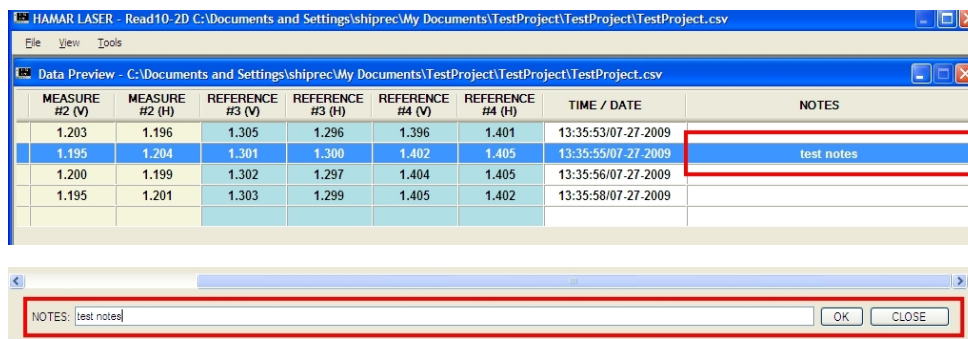 HAMAR LASER - Read10-2D C:\Documents and Settings\shiprec\My Documents\TestProject\TestProject\TestProject.csv
File View Tools
Data Preview - C:\Documents and Settings\shiprec\My Documents\TestProject\TestProject\TestProject.csv
MEASURE #2 (V) MEASURE #2 (H) REFERENCE #3 (V) REFERENCE #3 (H) REFERENCE #4 (V) REFERENCE #4 (H) TIME / DATE NOTES
1.203 1.196 1.305 1.296 1.396 1.401 13:35:53/07-27-2009
1.195 1.204 1.301 1.300 1.402 1.405 13:35:55/07-27-2009 test notes
1.200 1.199 1.302 1.297 1.404 1.405 13:35:56/07-27-2009
1.195 1.201 1.303 1.299 1.405 1.402 13:35:58/07-27-2009
NOTES: test notes OK CLOSE